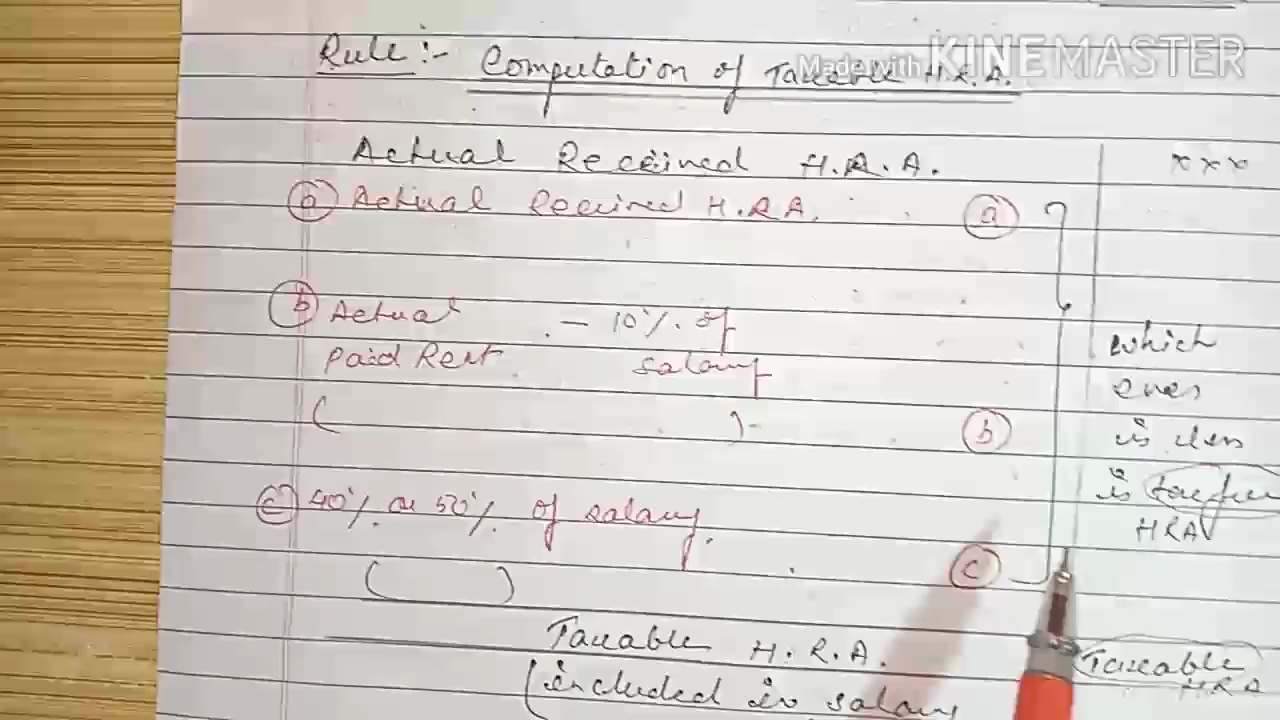 Rule :- Computation of Taxable H.R.A.
Made with KINEMASTER
Actual Received H.R.A. xxx
(a) Actual Received H.R.A. (a)
(b) Actual - 10% of
Paid Rent salary
( ) (b)
which
ever
is less
is taxfree
HRA
(c) 40% or 50% of salary.
( ) (c)
Taxable H.R.A. Taxable
HRA
(included in salary